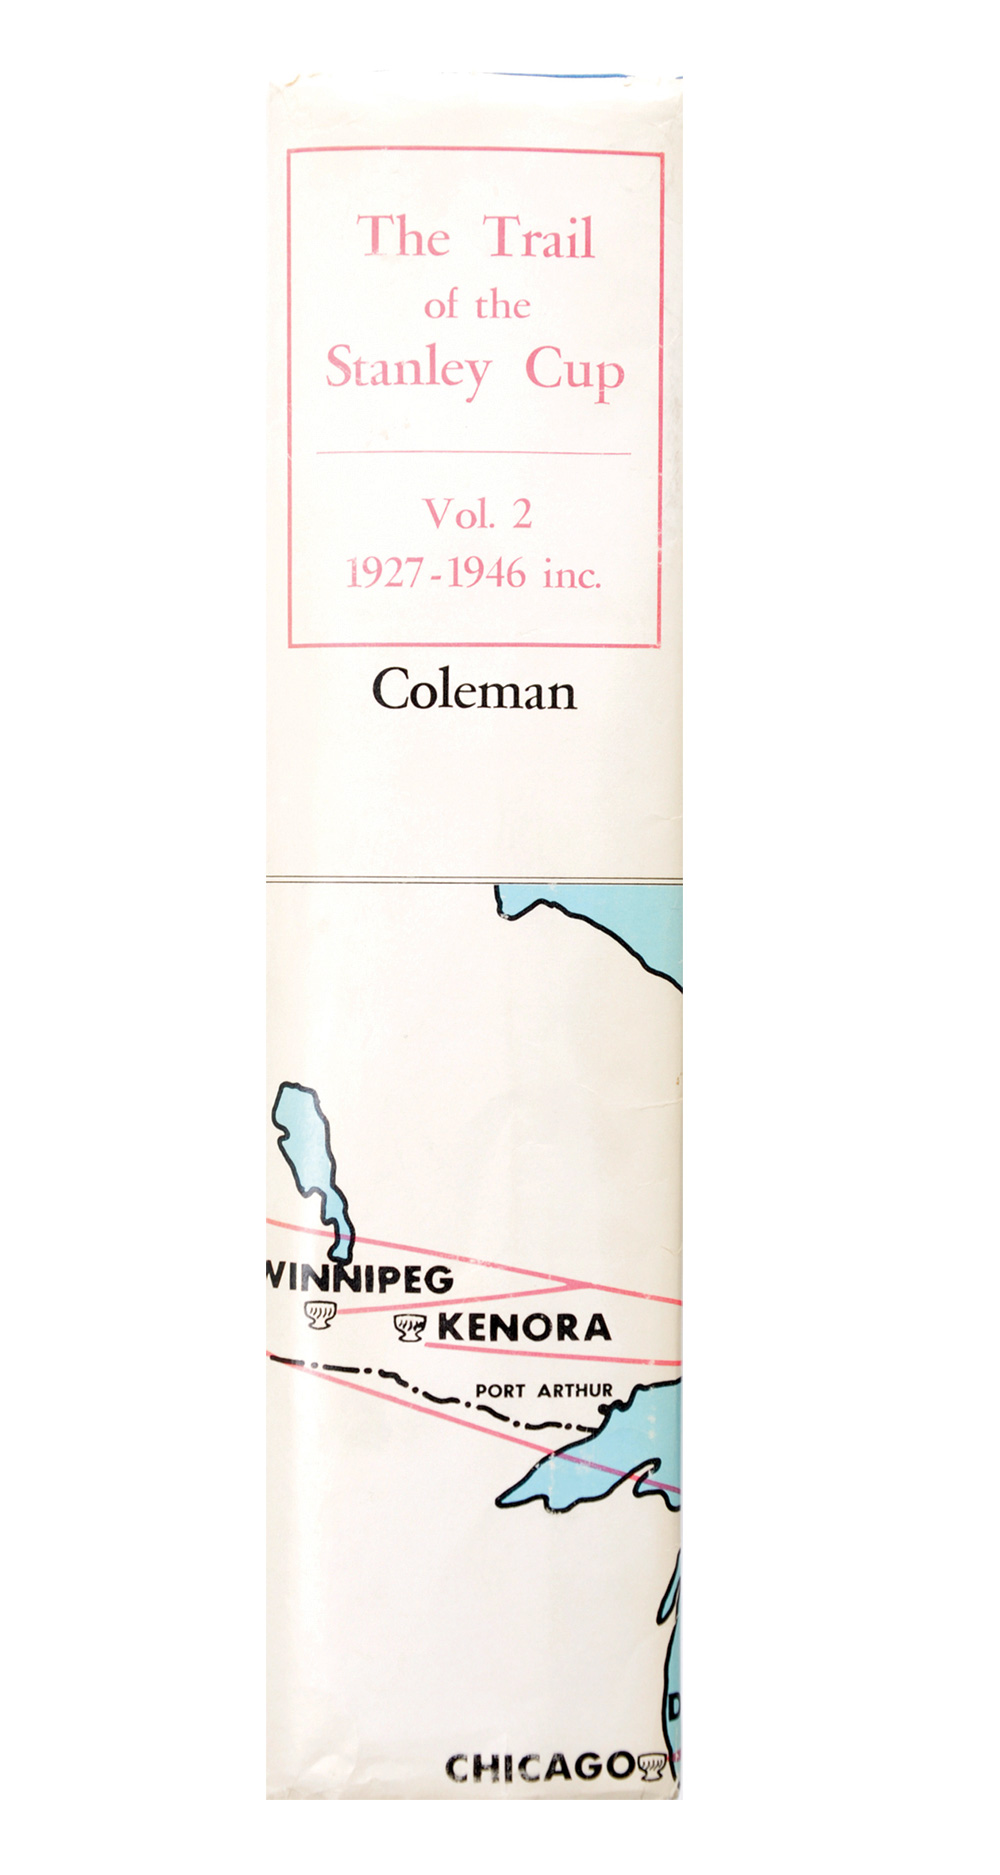 The Trail
of the
Stanley Cup
Vol. 2
1927-1946 inc.
Coleman
WINNIPEG
KENORA
PORT ARTHUR
CHICAGO